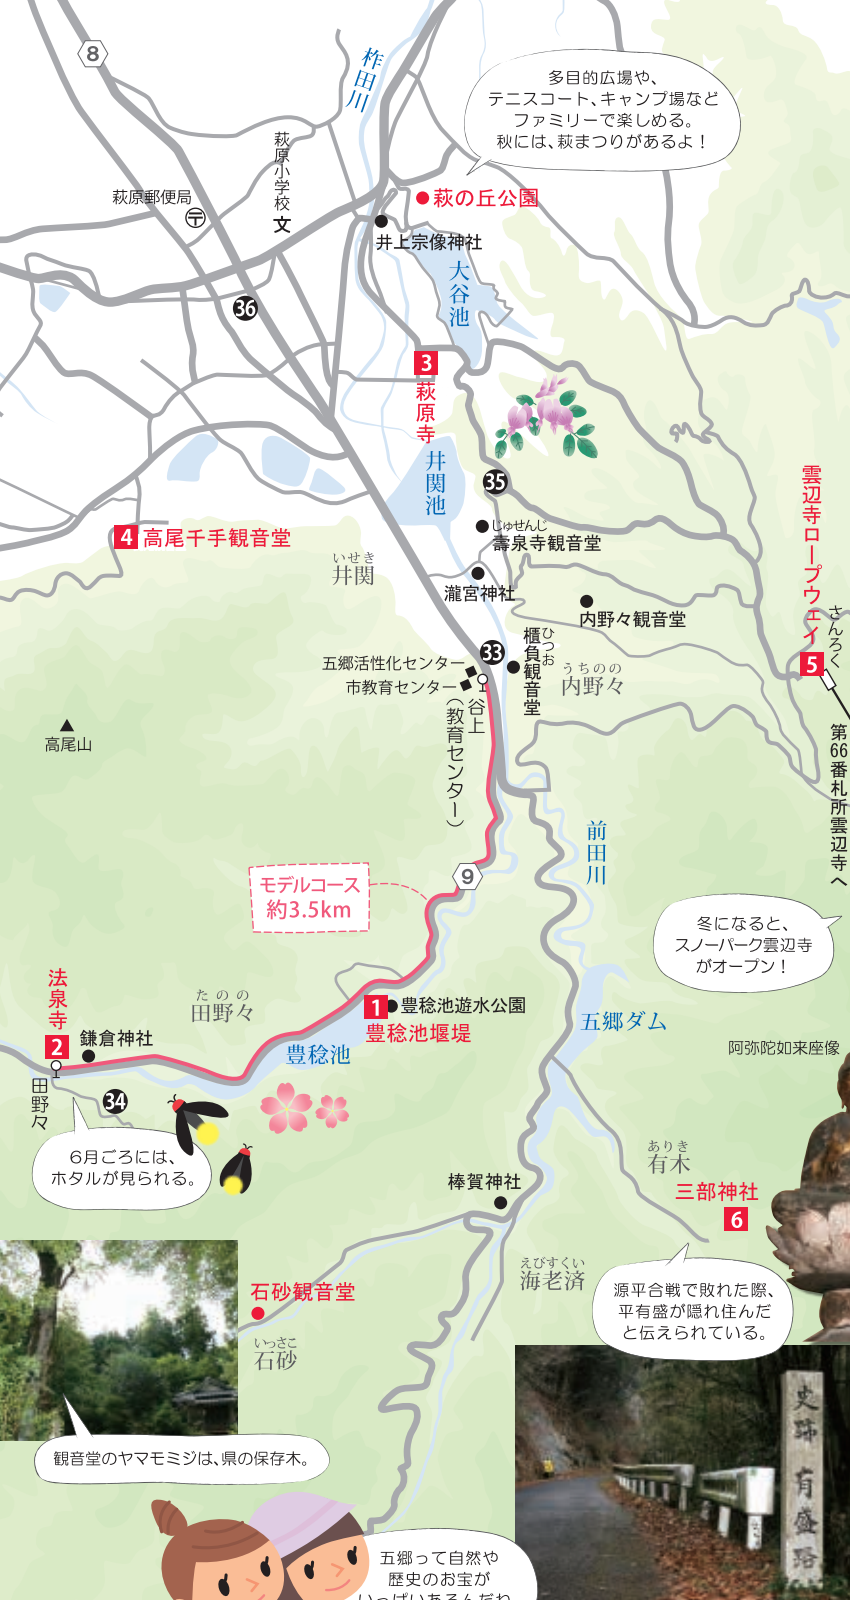 8
柞田川
多目的広場や、
テニスコート、キャンプ場など
ファミリーで楽しめる。
秋には、萩まつりがあるよ！
萩原小学校
文
萩原郵便局
〒
萩の丘公園
井上宗像神社
大谷池
36
3
萩原寺
井関池
35
雲辺寺ロープウェイ
4 高尾千手観音堂
じゅせんじ
壽泉寺観音堂
いせき
井関
瀧宮神社
内野々観音堂
さんろく
5
33
ひつお
櫃負観音堂
五郷活性化センター
市教育センター
うちのの
内野々
谷上
（教育センター）
高尾山
第66番札所雲辺寺へ
前田川
モデルコース
約3.5km
9
冬になると、
スノーパーク雲辺寺
がオープン！
法泉寺
2
たのの
田野々
1
豊稔池遊水公園
豊稔池堰堤
五郷ダム
鎌倉神社
豊稔池
阿弥陀如来座像
田野々
34
6月ごろには、
ホタルが見られる。
ありき
有木
三部神社
6
棒賀神社
えびすくい
海老済
石砂観音堂
いっさこ
石砂
源平合戦で敗れた際、
平有盛が隠れ住んだ
と伝えられている。
史跡 有盛路
観音堂のヤマモミジは、県の保存木。
五郷って自然や
歴史のお宝が
いっぱいあるんだね